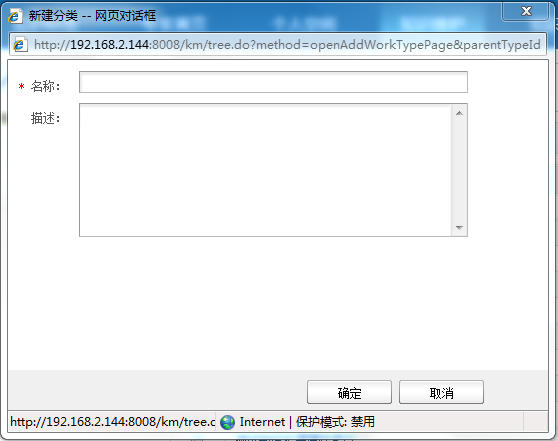 新建分类 -- 网页对话框
http://192.168.2.144:8008/km/tree.do?method=openAddWorkTypePage&parentTypeId
* 名称：
描述：
确定 取消
http://192.168.2.144:8008/km/tree.c Internet | 保护模式: 禁用